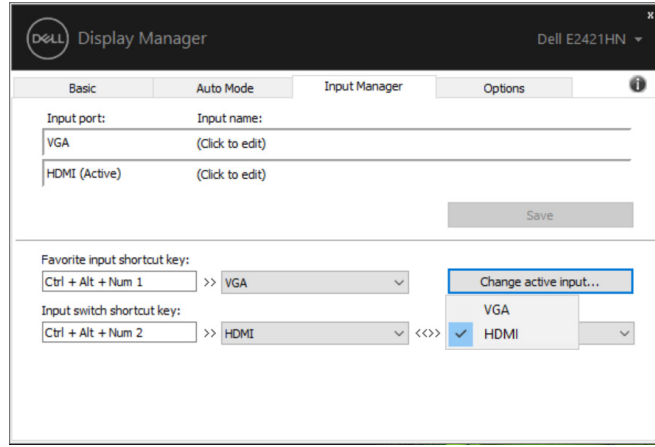 DELL Display Manager
Dell E2421HN
x
Basic Auto Mode Input Manager Options
Input port: Input name:
VGA (Click to edit)
HDMI (Active) (Click to edit)
Save
Favorite input shortcut key:
Ctrl + Alt + Num 1 >> VGA Change active input...
Input switch shortcut key:
VGA
Ctrl + Alt + Num 2 >> HDMI <<>> HDMI